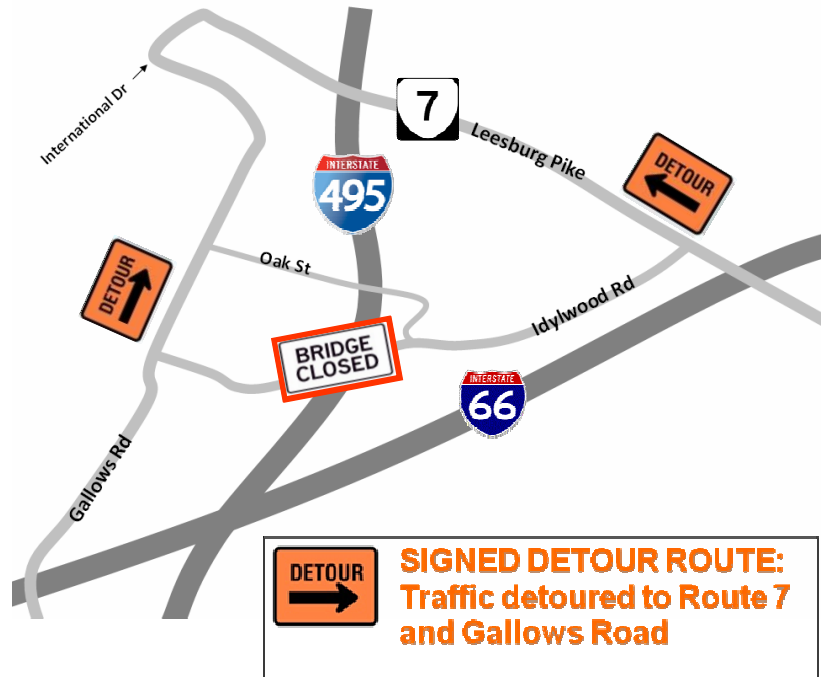 International Dr
7
Leesburg Pike
INTERSTATE
495
DETOUR
Oak St
DETOUR
Idylwood Rd
BRIDGE
CLOSED
INTERSTATE
66
Gallows Rd
DETOUR
SIGNED DETOUR ROUTE:
Traffic detoured to Route 7
and Gallows Road